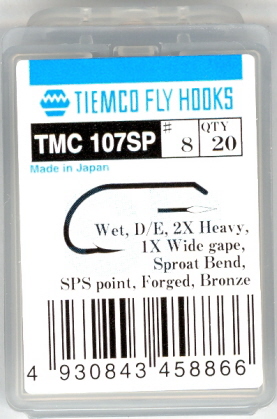 TIEMCO FLY HOOKS
TMC 107SP # 8 QTY 20
Made in Japan
Wet, D/E, 2X Heavy,
1X Wide gape,
Sproat Bend,
SPS point, Forged, Bronze
4 930843 458866